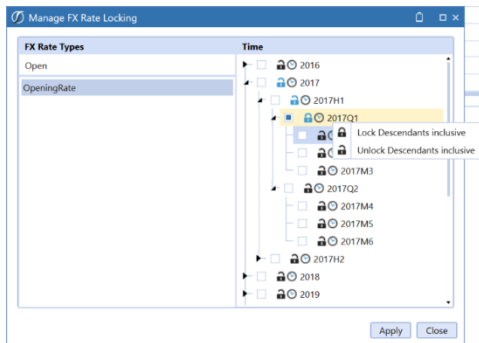 Manage FX Rate Locking
FX Rate Types
Time
Open
OpeningRate
2016
2017
2017H1
2017Q1
Lock Descendants inclusive
Unlock Descendants inclusive
2017M3
2017Q2
2017M4
2017M5
2017M6
2017H2
2018
2019
Apply
Close